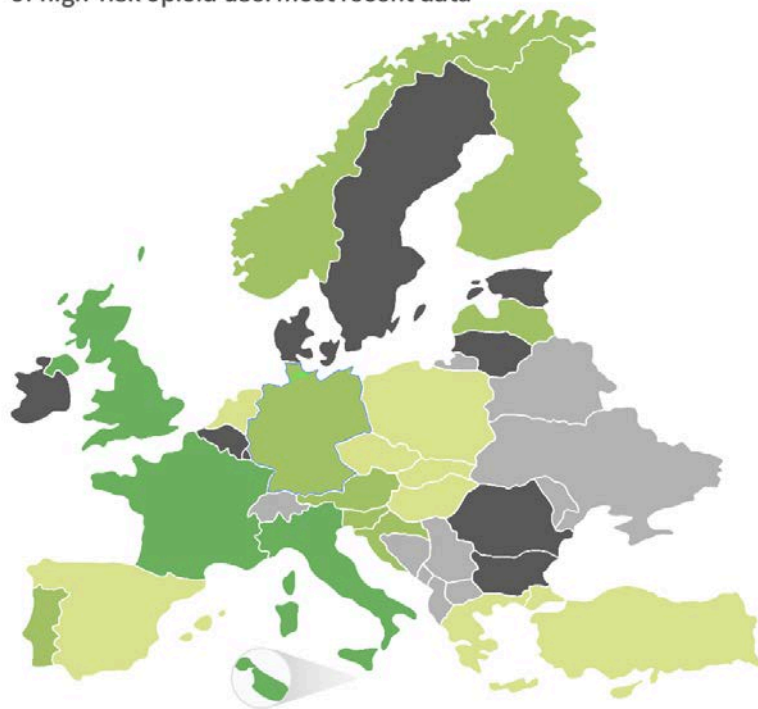 of high-risk opioid use: most recent data